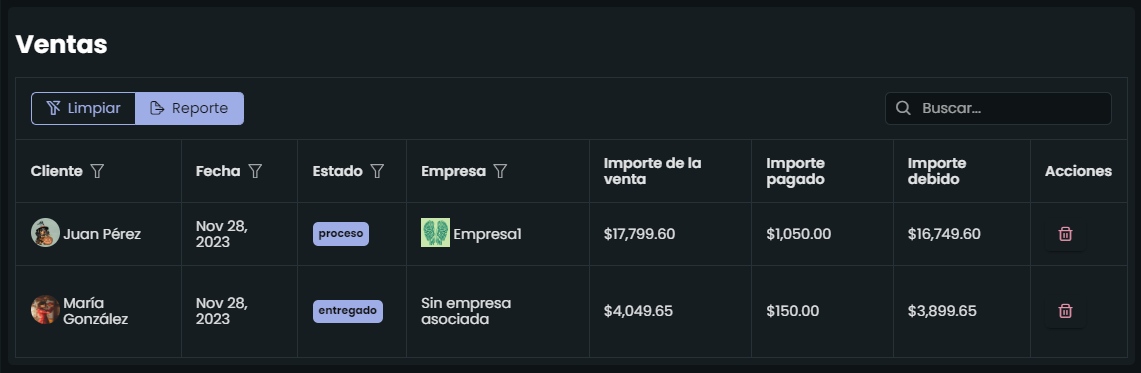 Ventas
Limpiar Reporte Buscar...
Cliente Fecha Estado Empresa Importe de la venta Importe pagado Importe debido Acciones
Juan Pérez Nov 28, 2023 proceso Empresa1 $17,799.60 $1,050.00 $16,749.60
María González Nov 28, 2023 entregado Sin empresa asociada $4,049.65 $150.00 $3,899.65